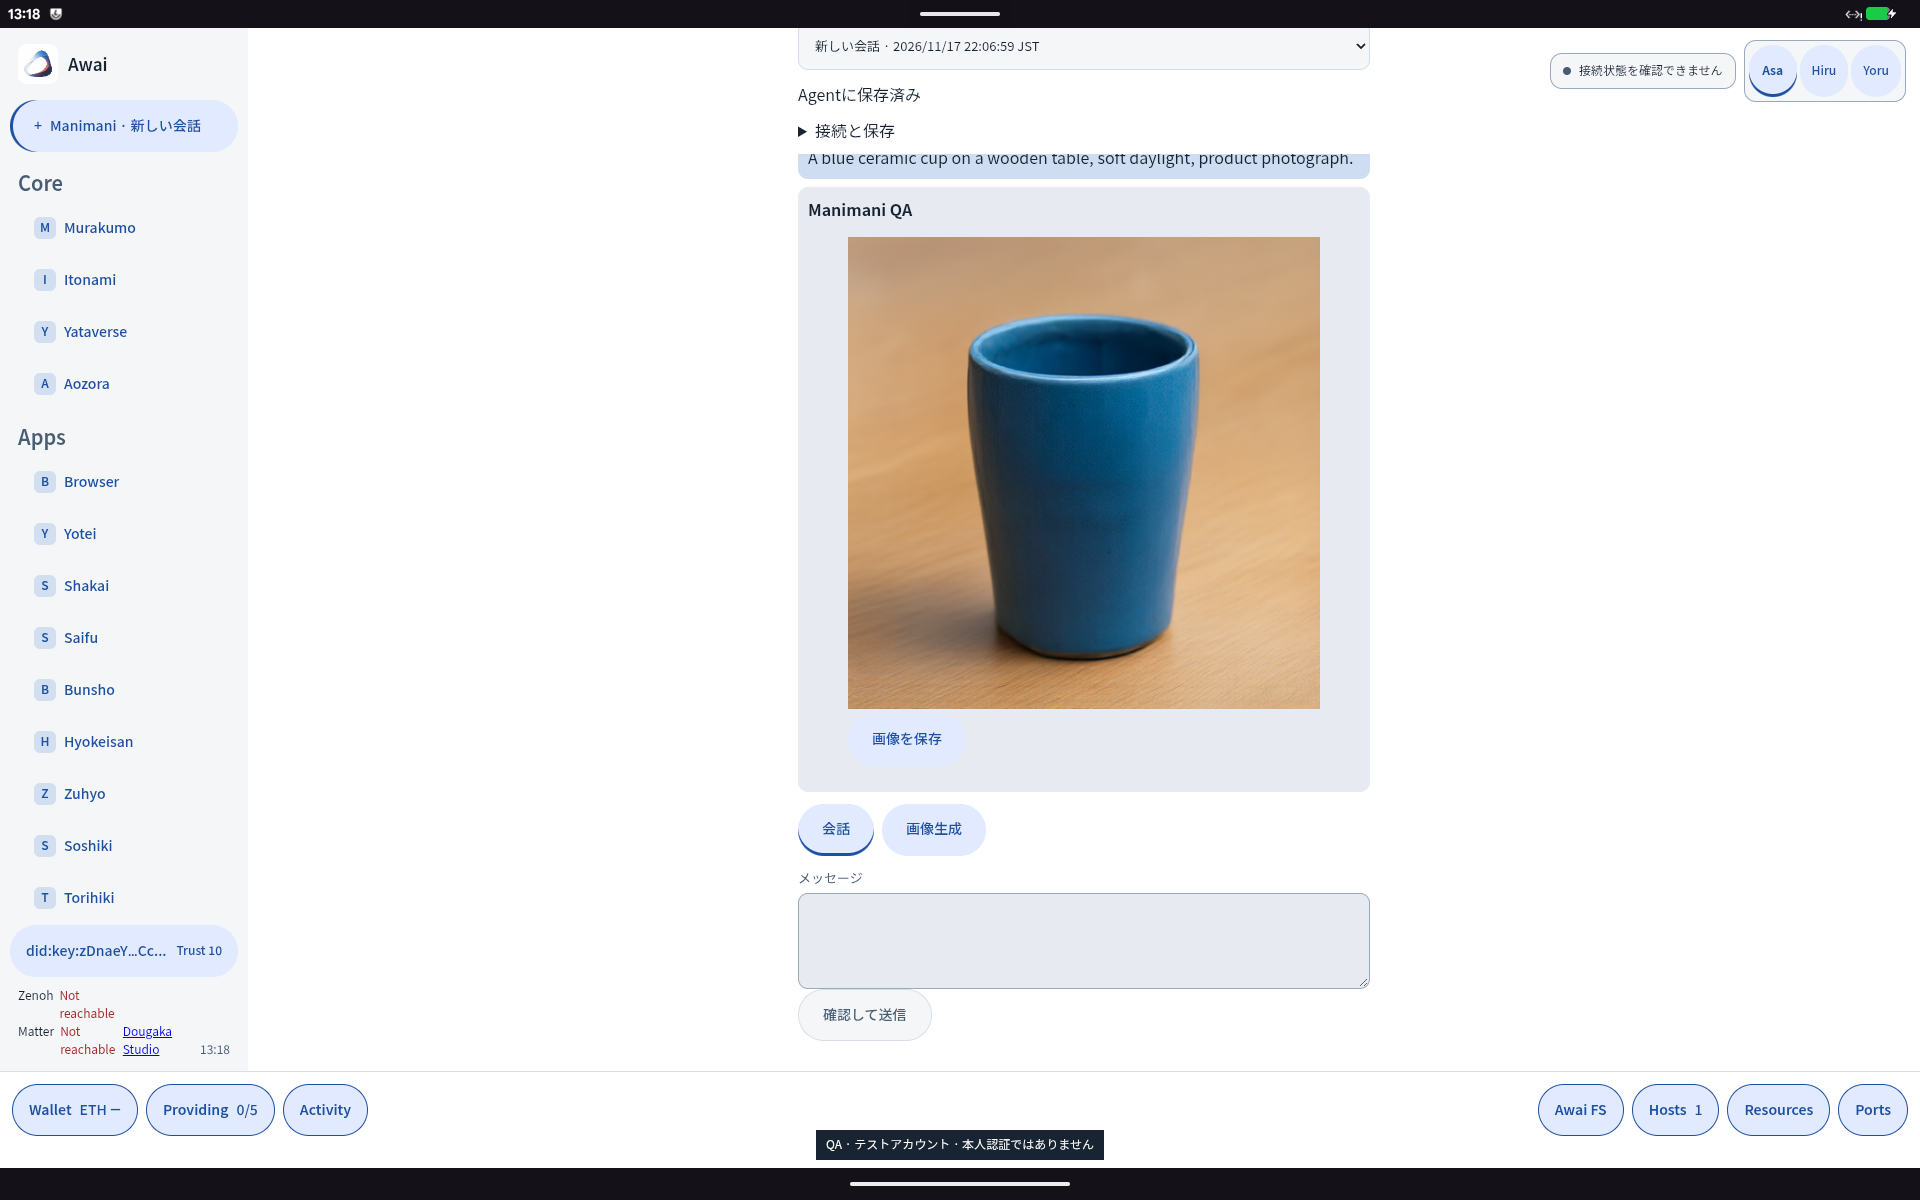 13:18
Awai
+ Manimani · 新しい会話
Core
M Murakumo
I Itonami
Y Yataverse
A Aozora
Apps
B Browser
Y Yotei
S Shakai
S Saifu
B Bunsho
H Hyokeisan
Z Zuhyo
S Soshiki
T Torihiki
did:key:zDnaeY...Cc... Trust 10
Zenoh Not reachable
Matter Not reachable
Dougaka Studio
13:18
新しい会話 · 2026/11/17 22:06:59 JST
Agentに保存済み
▶ 接続と保存
A blue ceramic cup on a wooden table, soft daylight, product photograph.
Manimani QA
画像を保存
会話
画像生成
メッセージ
確認して送信
接続状態を確認できません
Asa
Hiru
Yoru
Wallet ETH —
Providing 0/5
Activity
QA · テストアカウント · 本人認証ではありません
Awai FS
Hosts 1
Resources
Ports